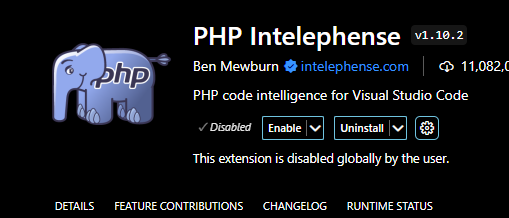 PHP Intelephense v1.10.2
Ben Mewburn intelephense.com 11,082,0
PHP code intelligence for Visual Studio Code
Disabled Enable Uninstall
This extension is disabled globally by the user.
DETAILS FEATURE CONTRIBUTIONS CHANGELOG RUNTIME STATUS
php